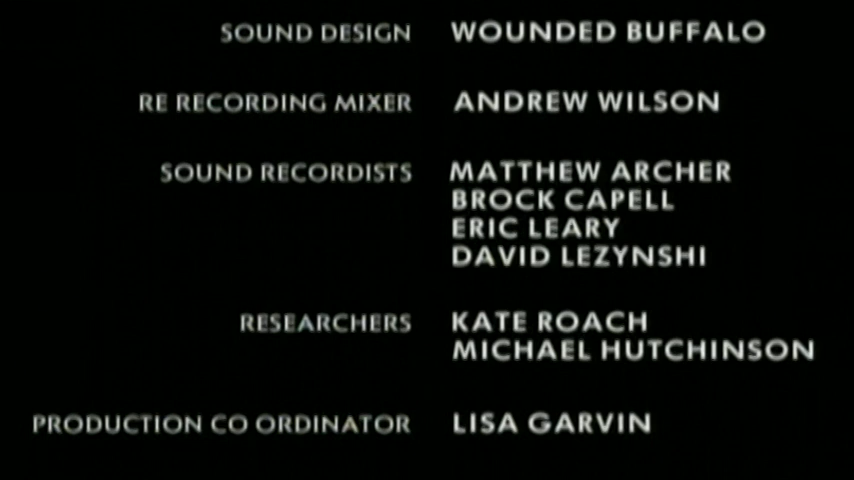 SOUND DESIGN WOUNDED BUFFALO
RE RECORDING MIXER ANDREW WILSON
SOUND RECORDISTS MATTHEW ARCHER
BROCK CAPELL
ERIC LEARY
DAVID LEZYNSHI
RESEARCHERS KATE ROACH
MICHAEL HUTCHINSON
PRODUCTION CO ORDINATOR LISA GARVIN